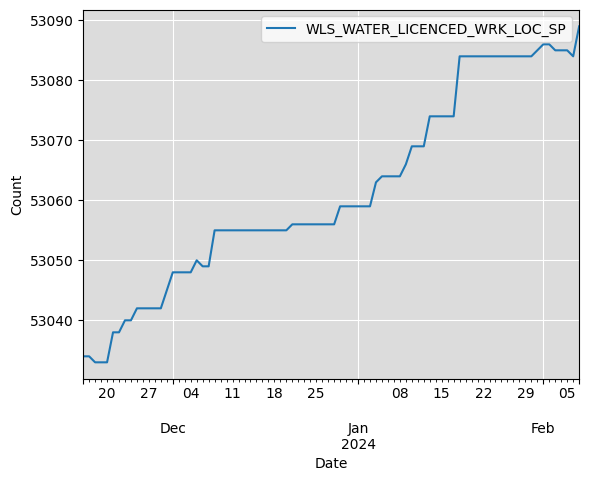 WLS_WATER_LICENCED_WRK_LOC_SP
53090
53080
53070
53060
53050
53040
Count
20 27 04 11 18 25 08 15 22 29 05
Dec Jan Feb
2024
Date